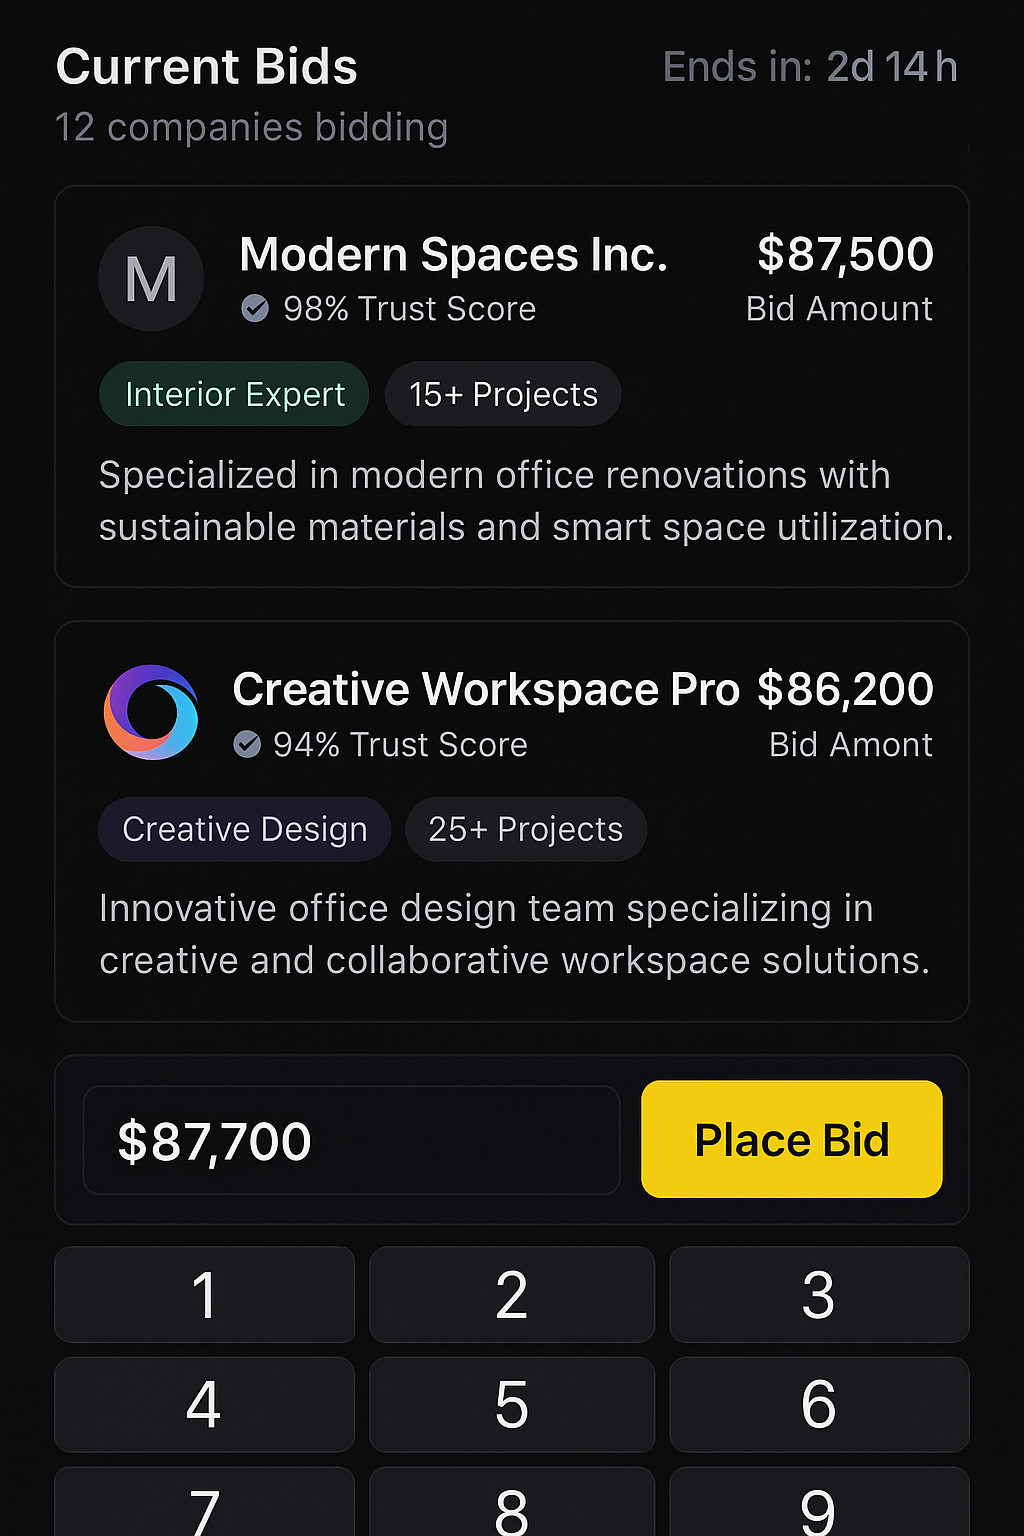 Current Bids
Ends in: 2d 14h
12 companies bidding
M
Modern Spaces Inc.
$87,500
98% Trust Score
Bid Amount
Interior Expert
15+ Projects
Specialized in modern office renovations with
sustainable materials and smart space utilization.
Creative Workspace Pro
$86,200
94% Trust Score
Bid Amont
Creative Design
25+ Projects
Innovative office design team specializing in
creative and collaborative workspace solutions.
$87,700
Place Bid
1
2
3
4
5
6
7
8
9